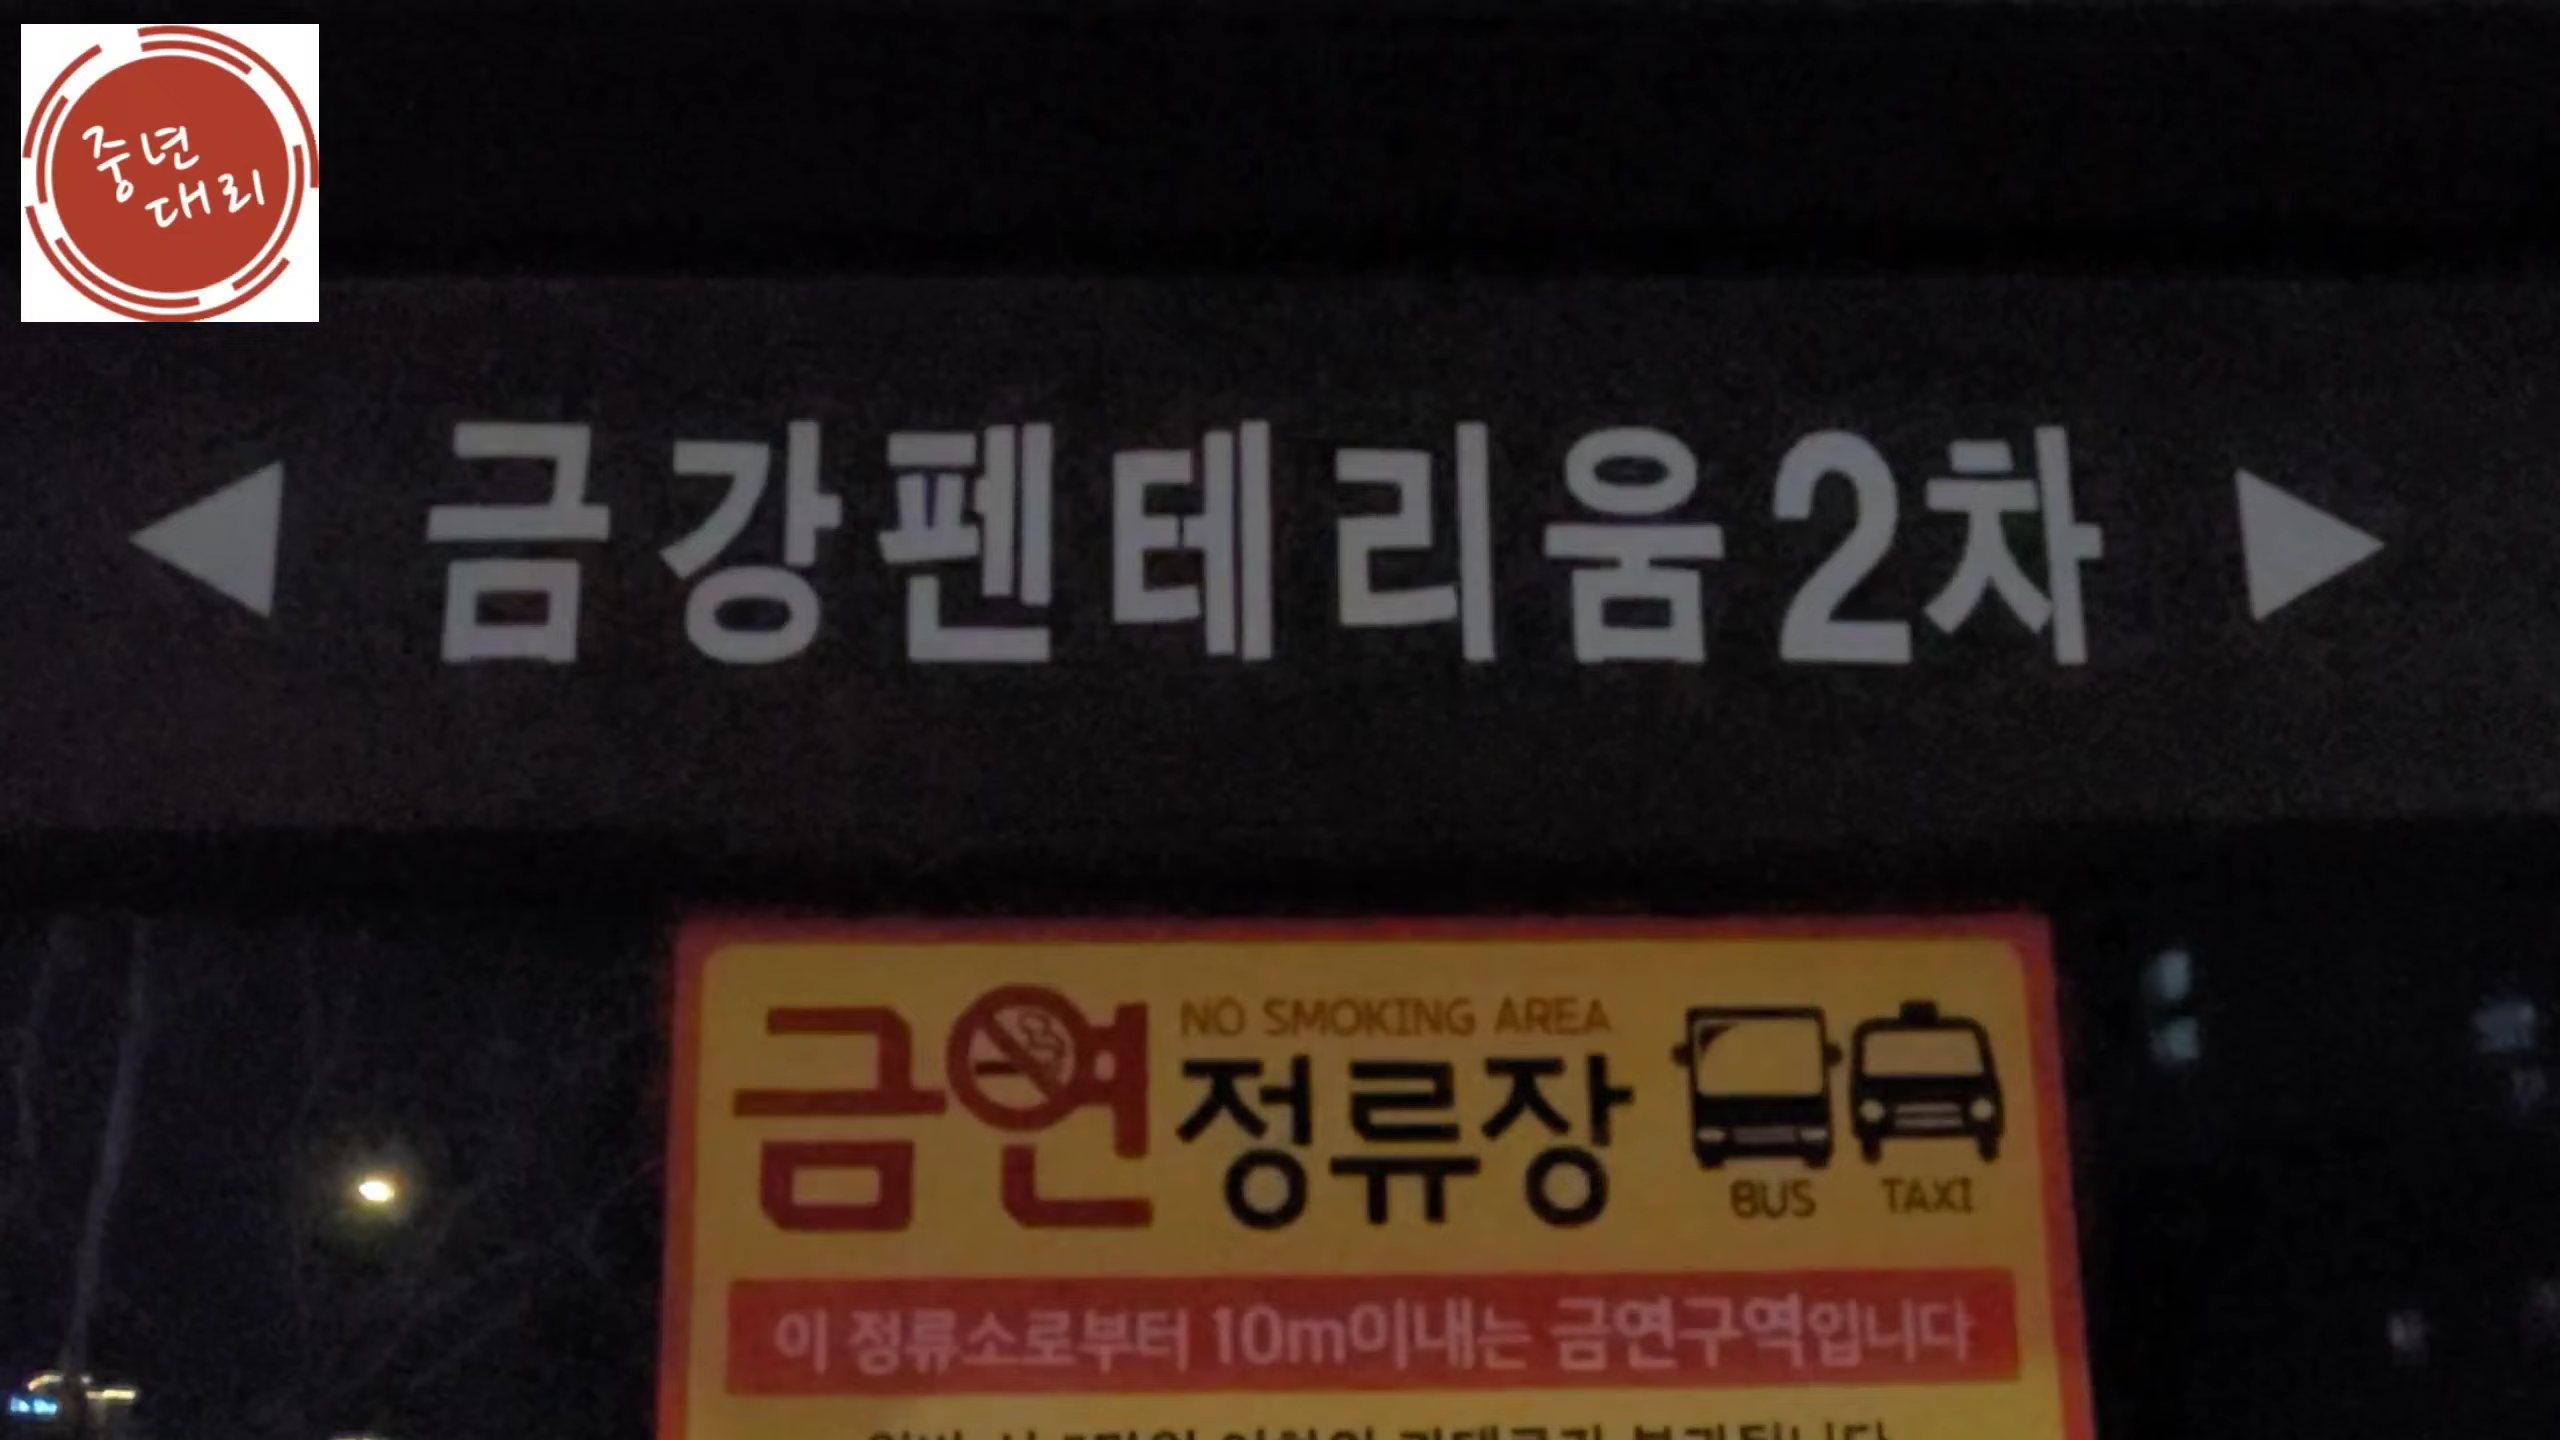 중년
대리
◀ 금강펜테리움2차 ▶
NO SMOKING AREA
금연 정류장
BUS TAXI
이 정류소로부터 10m이내는 금연구역입니다